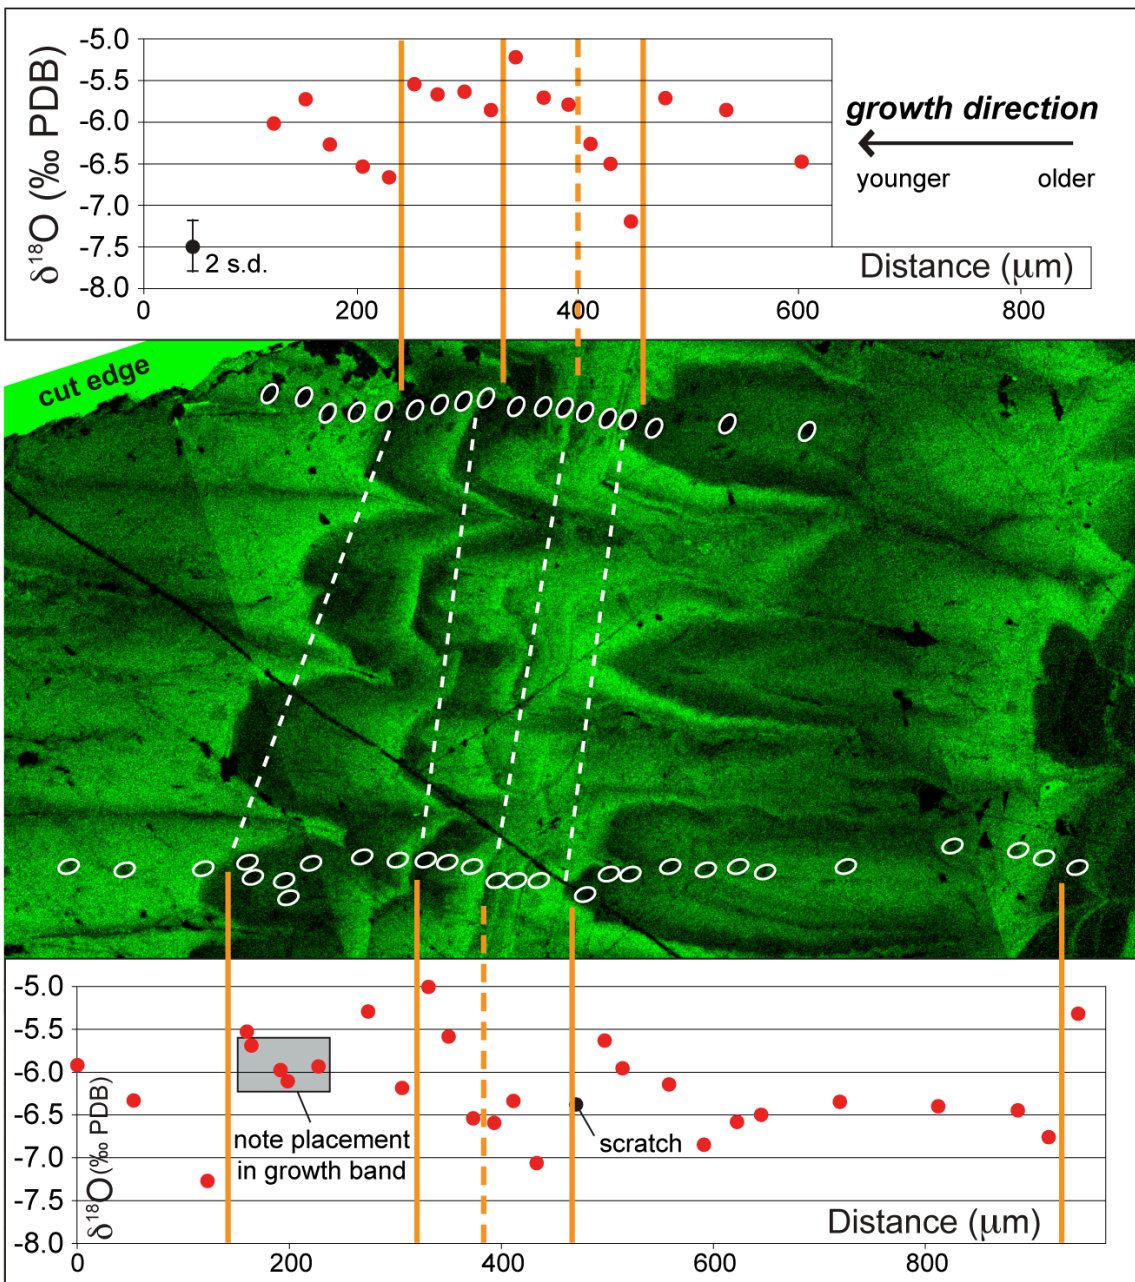 δ18O (‰ PDB)
-5.0
-5.5
-6.0
-6.5
-7.0
-7.5
-8.0
2 s.d.
growth direction
younger older
Distance (μm)
0 200 400 600 800
cut edge
δ18O (‰ PDB)
-5.0
-5.5
-6.0
-6.5
-7.0
-7.5
-8.0
note placement
in growth band
scratch
Distance (μm)
0 200 400 600 800